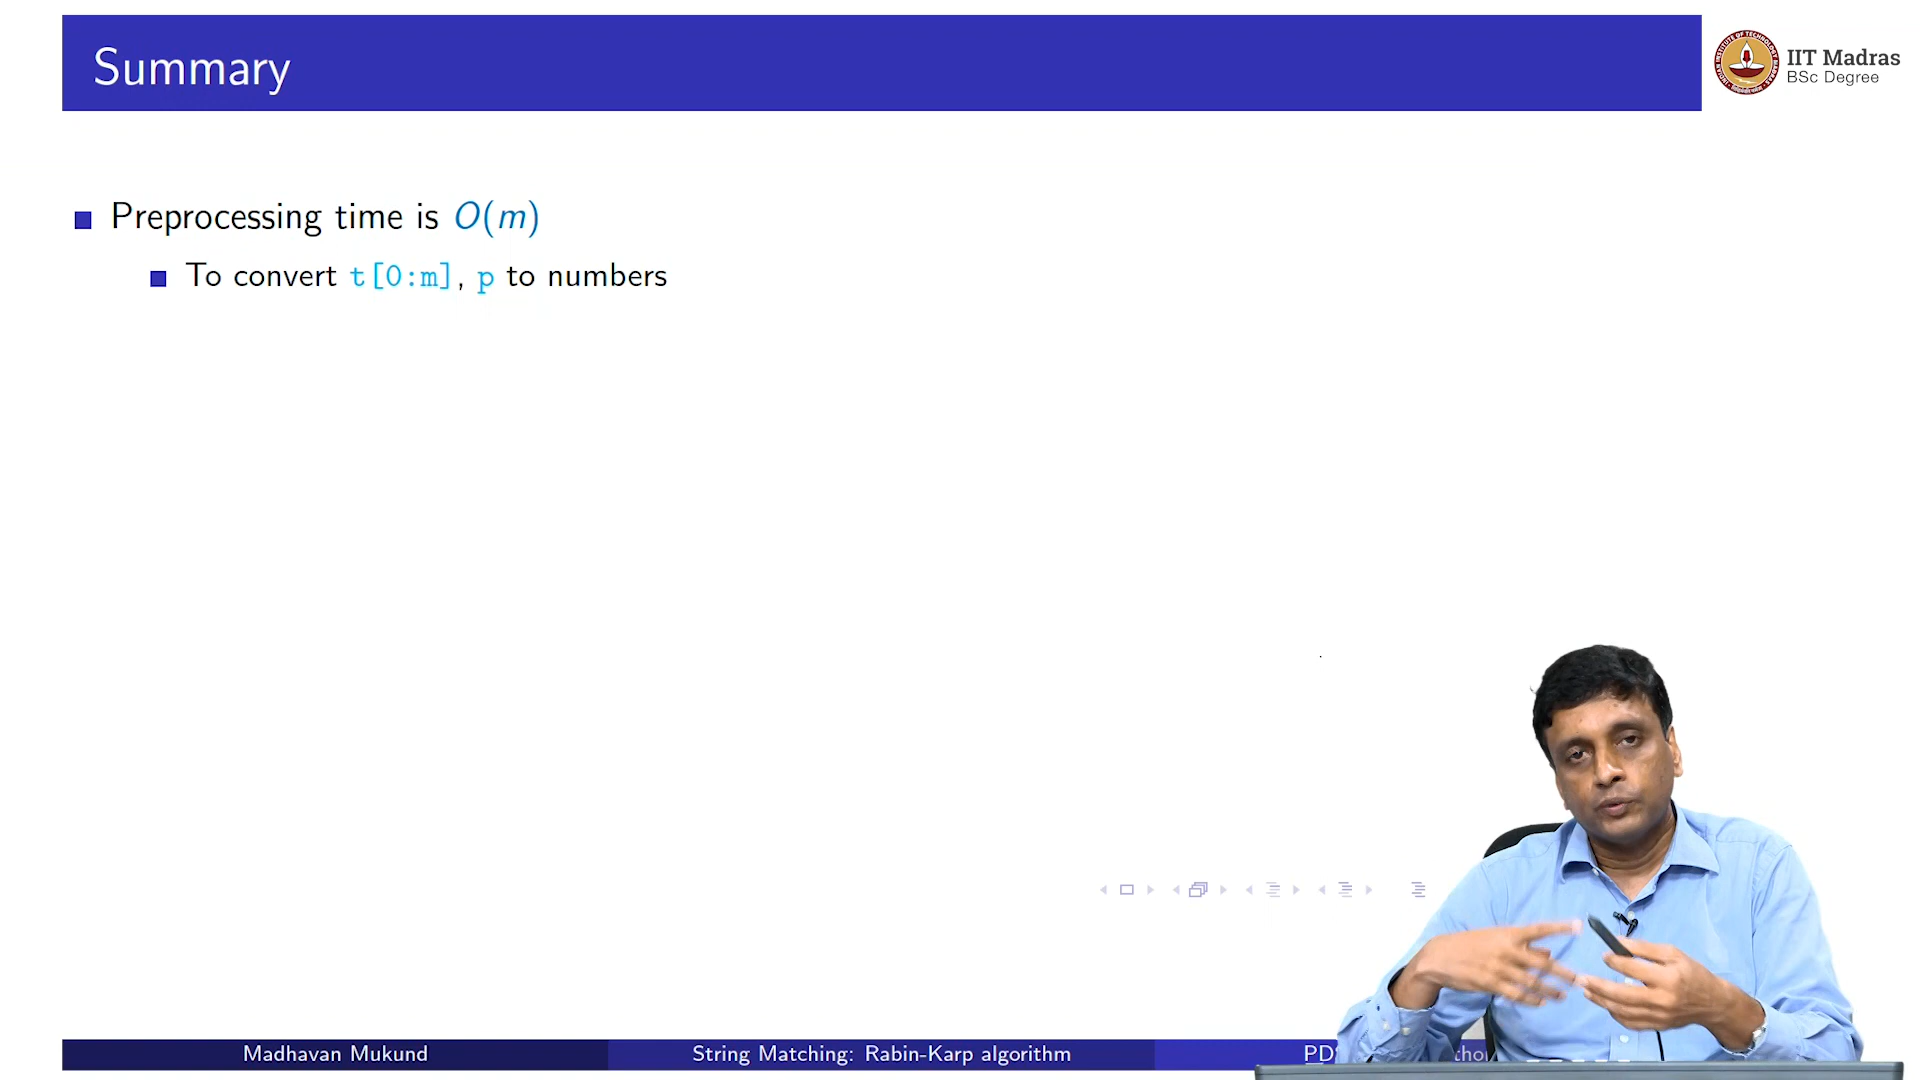 Summary
IIT Madras
BSc Degree
Preprocessing time is O(m)
To convert t[0:m], p to numbers
Madhavan Mukund
String Matching: Rabin-Karp algorithm